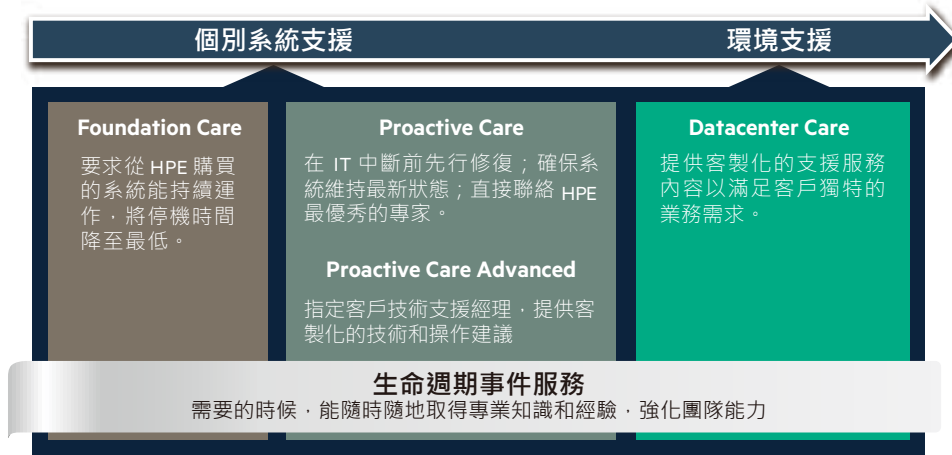 個別系統支援
環境支援
Foundation Care
要求從 HPE 購買
的系統能持續運
作，將停機時間
降至最低。
Proactive Care
在 IT 中斷前先行修復；確保系
統維持最新狀態；直接聯絡 HPE
最優秀的專家。
Proactive Care Advanced
指定客戶技術支援經理，提供客
製化的技術和操作建議
Datacenter Care
提供客製化的支援服務
內容以滿足客戶獨特的
業務需求。
生命週期事件服務
需要的時候，能隨時隨地取得專業知識和經驗，強化團隊能力